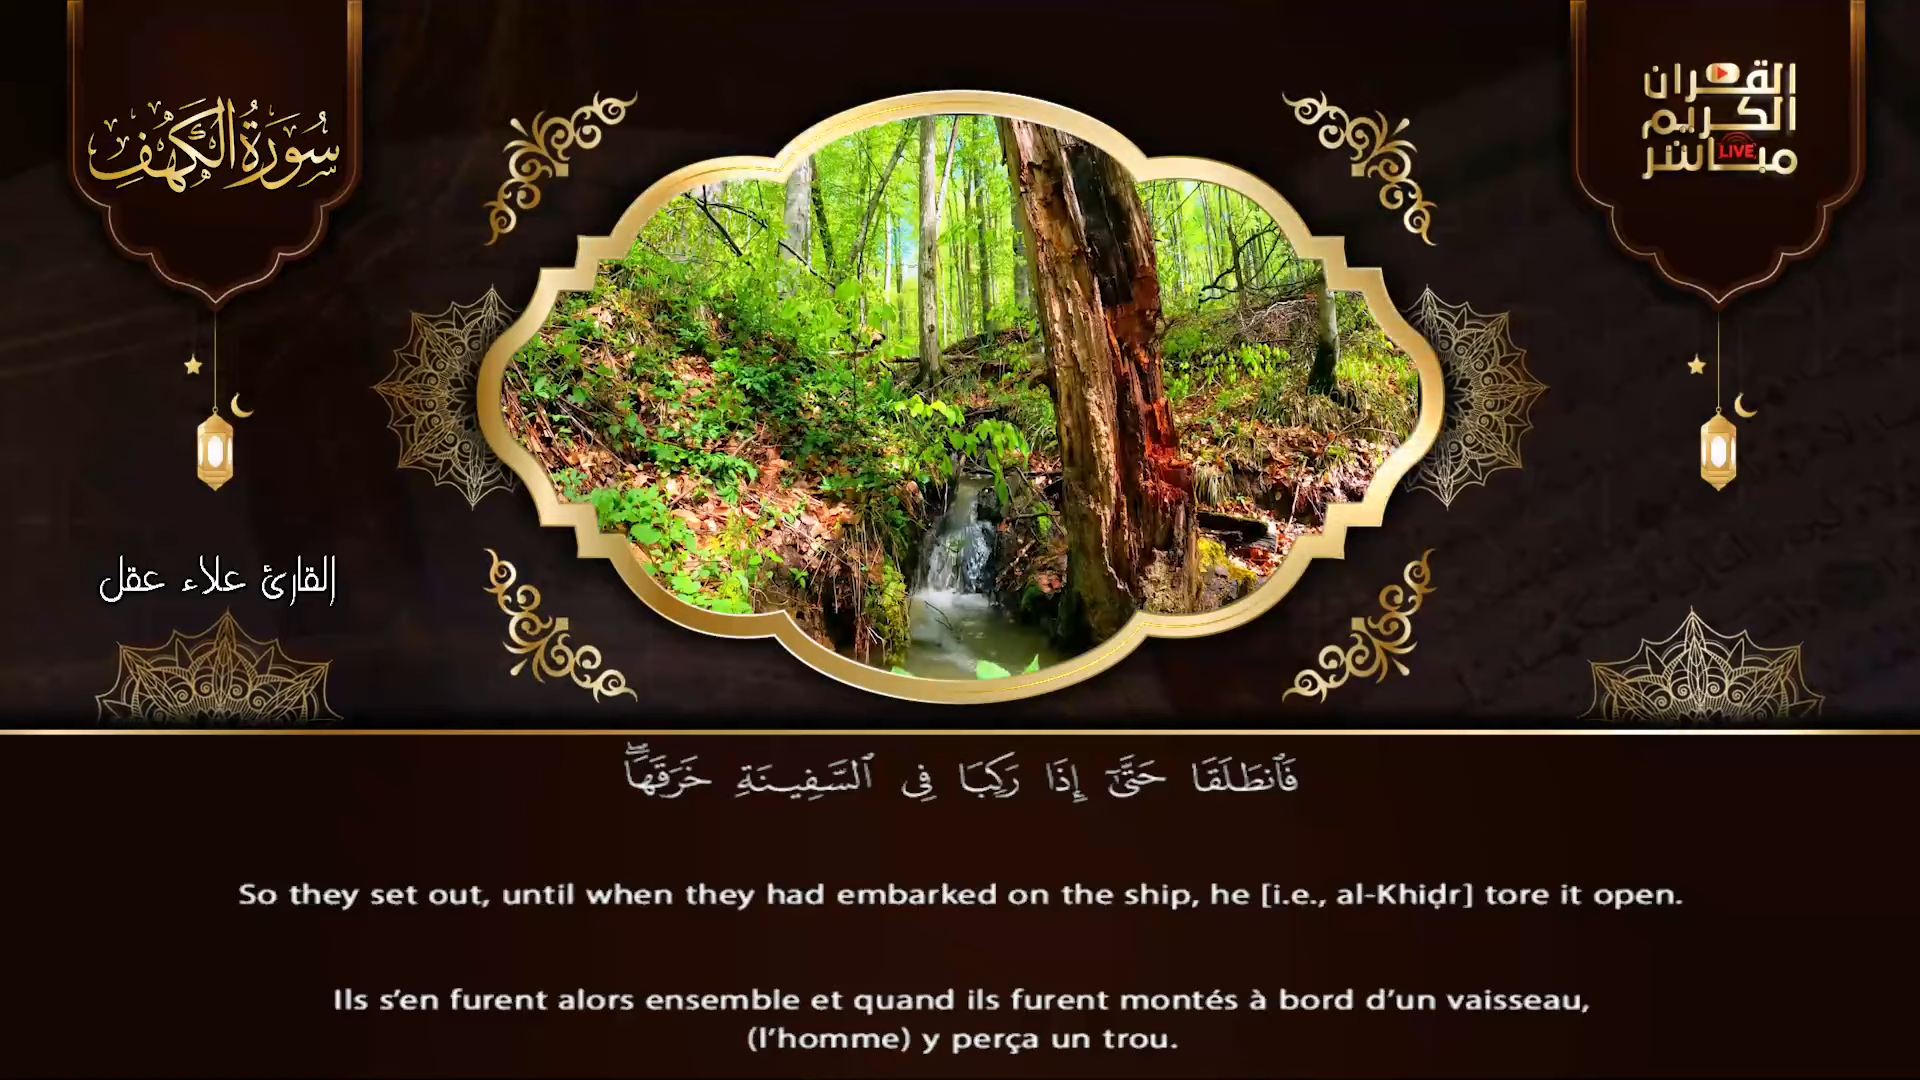 سُورَةُ الكَهْفِ
القرآن
الكريم
مباشر
LIVE
القارئ علاء عقل
فَٱنطَلَقَا حَتَّىٰٓ إِذَا رَكِبَا فِى ٱلسَّفِينَةِ خَرَقَهَاۖ
So they set out, until when they had embarked on the ship, he [i.e., al-Khiḍr] tore it open.
Ils s’en furent alors ensemble et quand ils furent montés à bord d’un vaisseau,
(l’homme) y perça un trou.